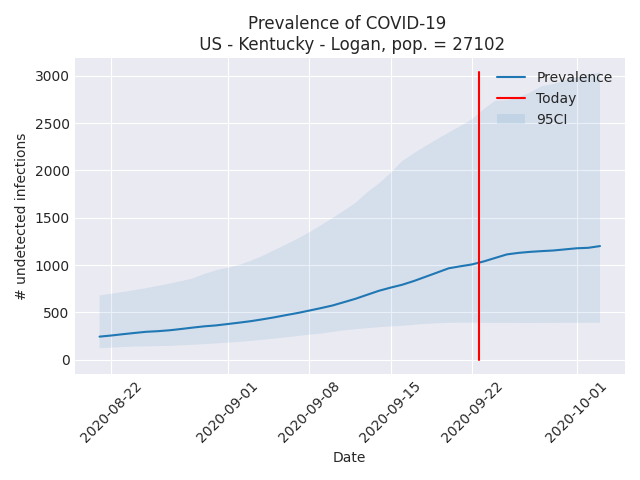 Prevalence of COVID-19
US - Kentucky - Logan, pop. = 27102
3000
2500
2000
1500
1000
500
0
# undetected infections
Prevalence
Today
95CI
2020-08-22
2020-09-01
2020-09-08
2020-09-15
2020-09-22
2020-10-01
Date